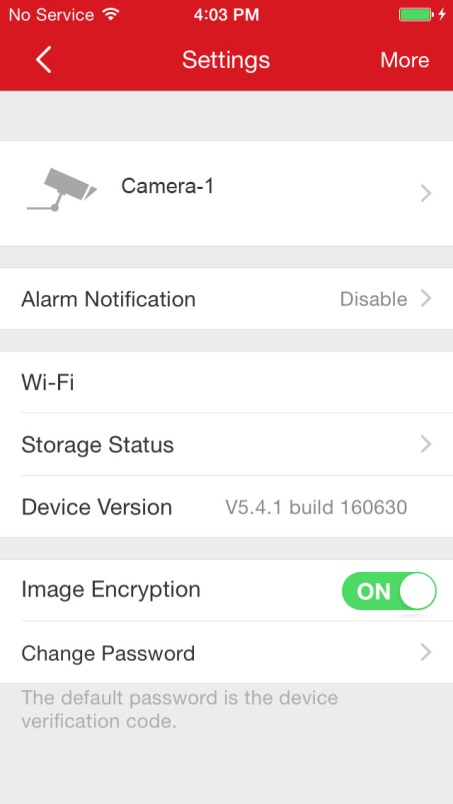 No Service 4:03 PM
Settings More
Camera-1
Alarm Notification Disable
Wi-Fi
Storage Status
Device Version V5.4.1 build 160630
Image Encryption ON
Change Password
The default password is the device
verification code.